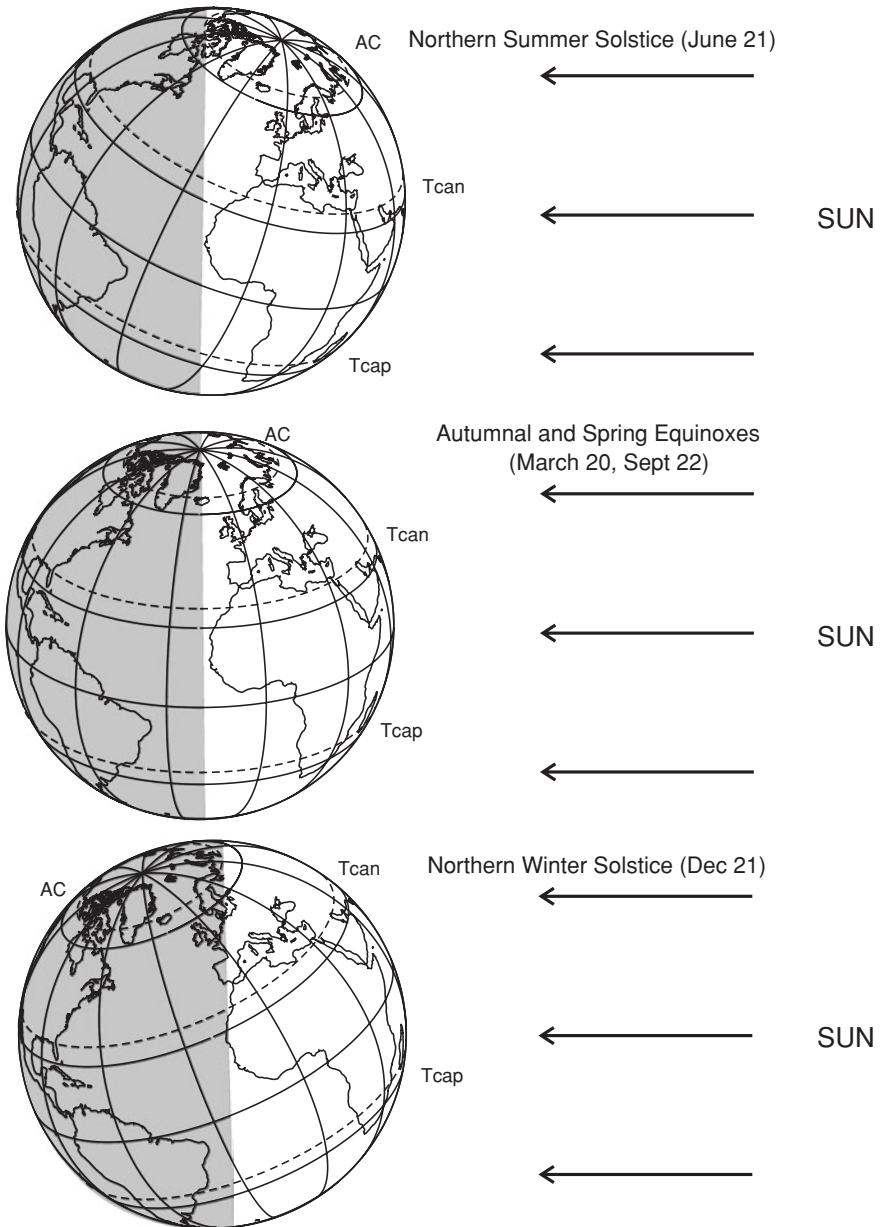 AC
Northern Summer Solstice (June 21)
Tcan
SUN
Tcap
AC
Autumnal and Spring Equinoxes
(March 20, Sept 22)
Tcan
SUN
Tcap
AC
Tcan
Northern Winter Solstice (Dec 21)
SUN
Tcap